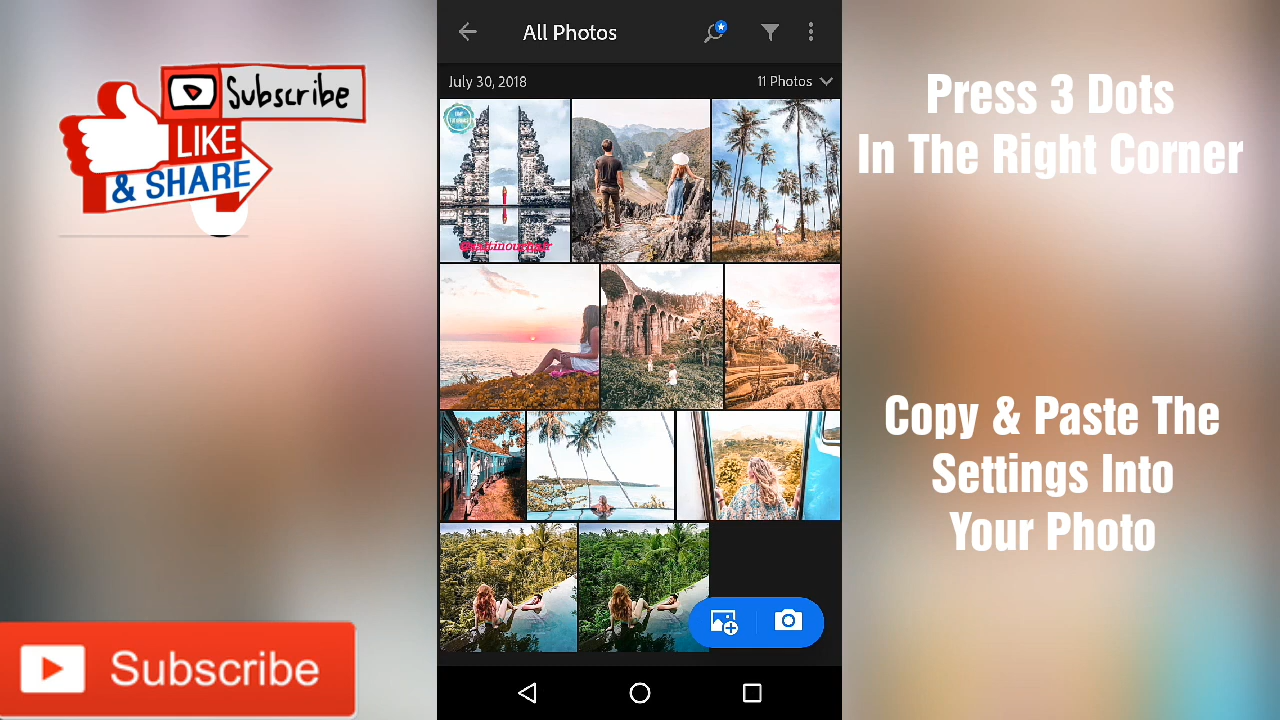 Subscribe
LIKE
& SHARE
Subscribe
All Photos
July 30, 2018
11 Photos
Press 3 Dots
In The Right Corner
Copy & Paste The
Settings Into
Your Photo